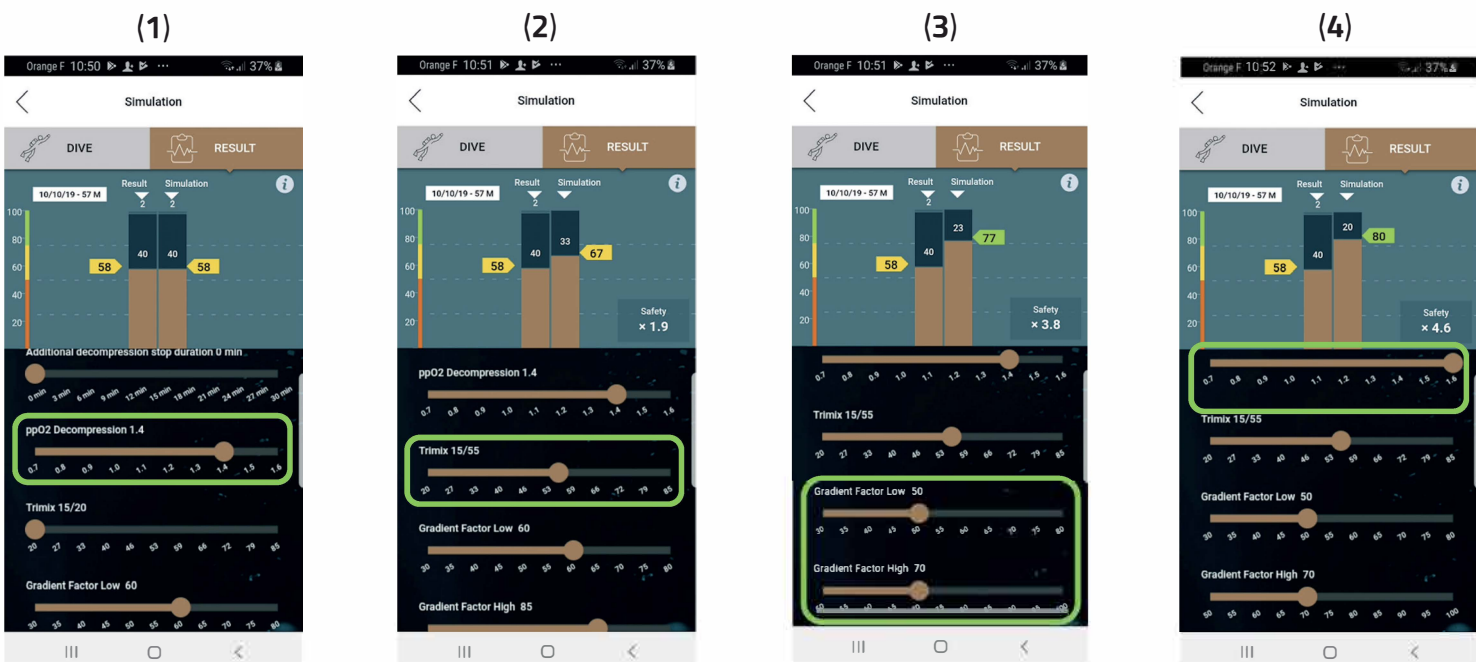 (1)
Orange F 10:50 ... 37%
Simulation
DIVE
RESULT
Result Simulation
10/10/19 - 57 M
2 2
100
80
60
40
20
40 40
58 58
Additional decompression stop duration 0 min
0 min 3 min 6 min 9 min 12 min 15 min 18 min 21 min 24 min 27 min 30 min
ppO2 Decompression 1.4
0.7 0.8 0.9 1.0 1.1 1.2 1.3 1.4 1.5 1.6
Trimix 15/20
20 27 33 40 46 53 59 66 72 79 85
Gradient Factor Low 60
30 35 40 45 50 55 60 65 70 75 80
(2)
Orange F 10:51 ... 37%
Simulation
DIVE
RESULT
Result Simulation
10/10/19 - 57 M
2
100
80
60
40
20
40 33
58 67
Safety
× 1.9
ppO2 Decompression 1.4
0.7 0.8 0.9 1.0 1.1 1.2 1.3 1.4 1.5 1.6
Trimix 15/55
20 27 33 40 46 53 59 66 72 79 85
Gradient Factor Low 60
30 35 40 45 50 55 60 65 70 75 80
Gradient Factor High 85
(3)
Orange F 10:51 ... 37%
Simulation
DIVE
RESULT
Result Simulation
10/10/19 - 57 M
2
100
80
60
40
20
40 23
58 77
Safety
× 3.8
0.7 0.8 0.9 1.0 1.1 1.2 1.3 1.4 1.5 1.6
Trimix 15/55
20 27 33 40 46 53 59 66 72 79 85
Gradient Factor Low 50
30 35 40 45 50 55 60 65 70 75 80
Gradient Factor High 70
(4)
Orange F 10:52 ... 37%
Simulation
DIVE
RESULT
Result Simulation
10/10/19 - 57 M
2
100
80
60
40
20
40 20
58 80
Safety
× 4.6
0.7 0.8 0.9 1.0 1.1 1.2 1.3 1.4 1.5 1.6
Trimix 15/55
20 27 33 40 46 53 59 66 72 79 85
Gradient Factor Low 50
30 35 40 45 50 55 60 65 70 75 80
Gradient Factor High 70
50 55 60 65 70 75 80 85 90 95 100